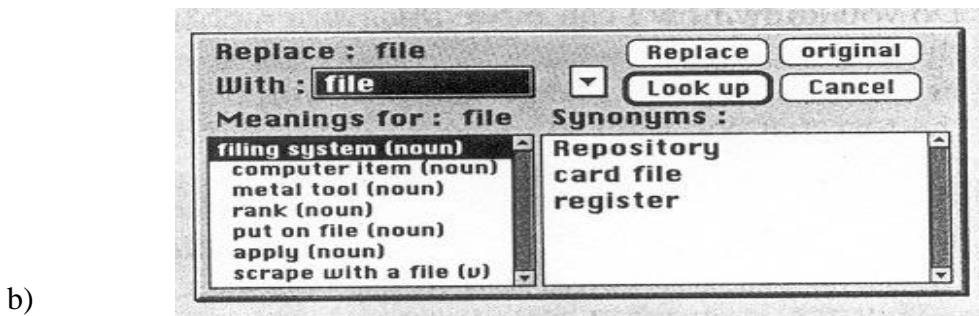 Replace : file
Replace
original
With : file
Look up
Cancel
Meanings for : file
Synonyms :
filing system (noun)
computer item (noun)
metal tool (noun)
rank (noun)
put on file (noun)
apply (noun)
scrape with a file (v)
Repository
card file
register
b)